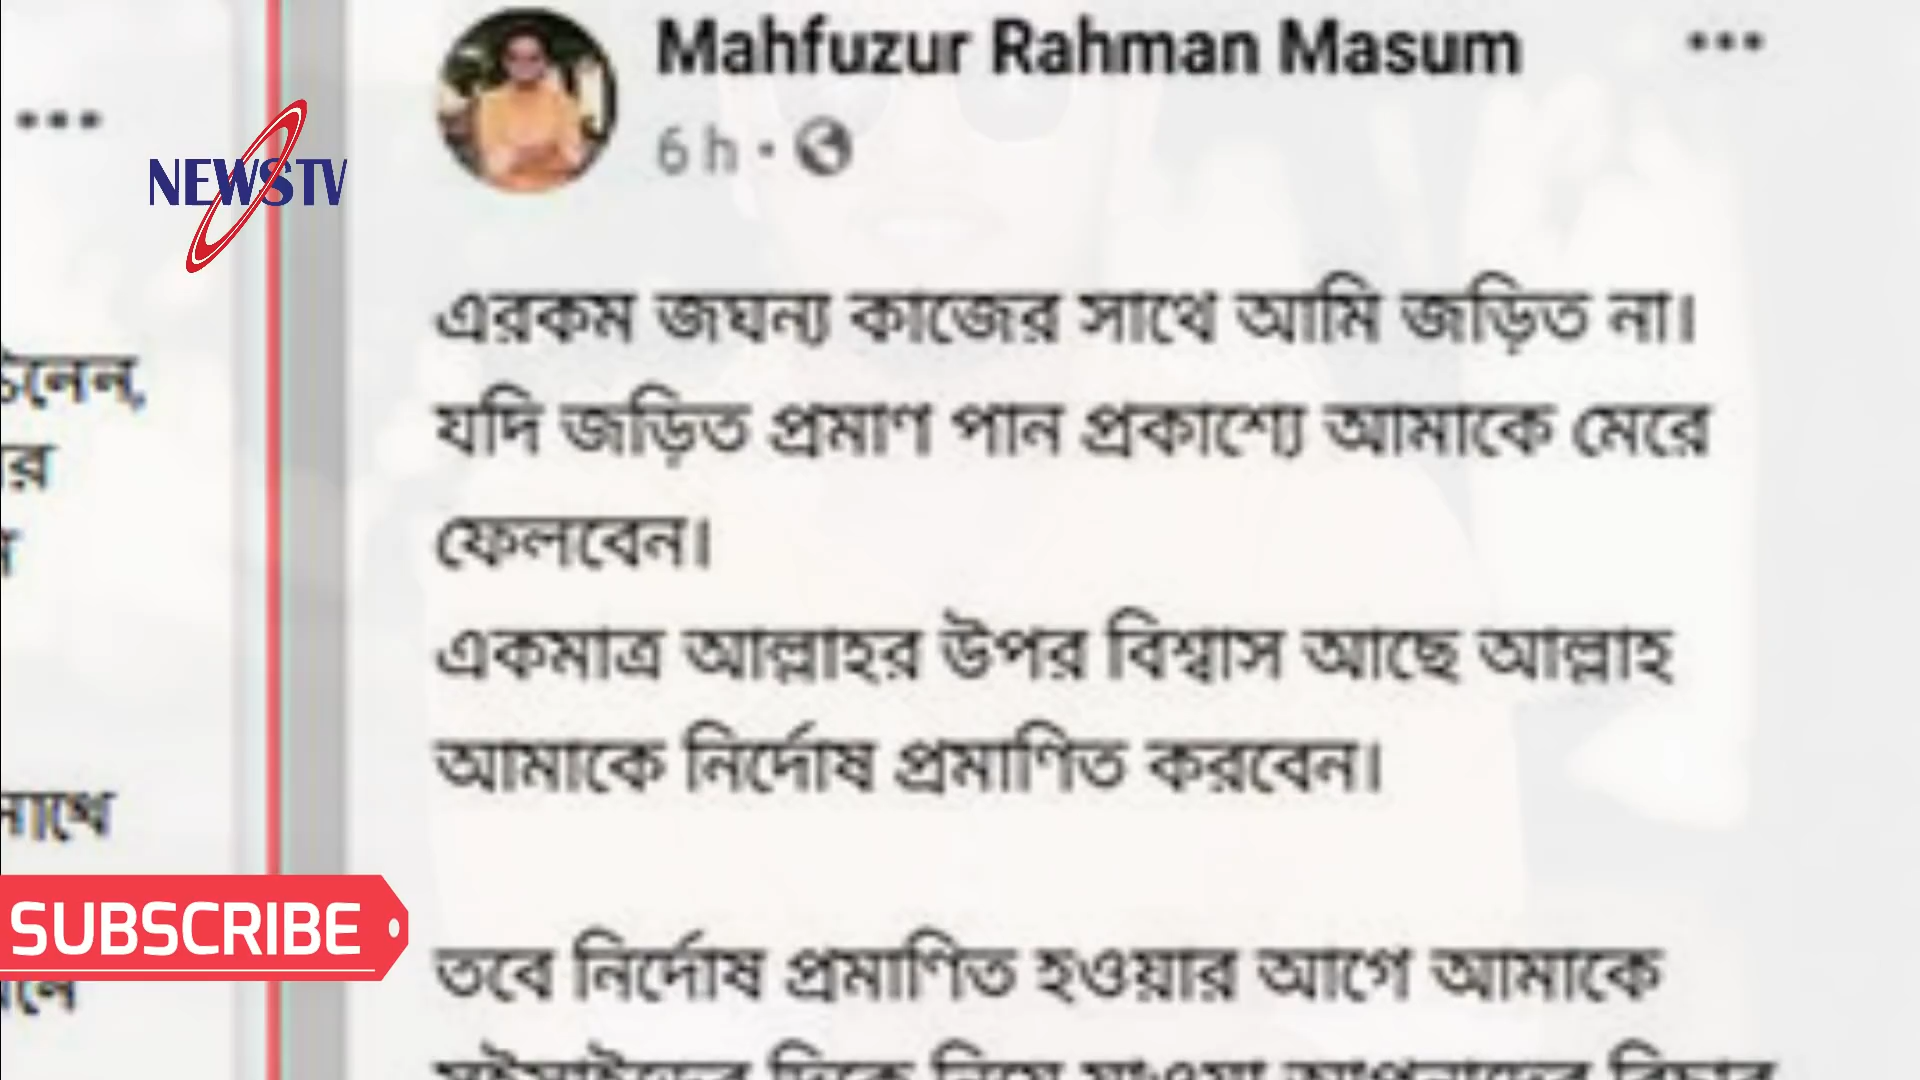 Mahfuzur Rahman Masum
6 h
NEWSTV
এরকম জঘন্য কাজের সাথে আমি জড়িত না।
যদি জড়িত প্রমাণ পান প্রকাশ্যে আমাকে মেরে
ফেলবেন।
একমাত্র আল্লাহর উপর বিশ্বাস আছে আল্লাহ
আমাকে নির্দোষ প্রমাণিত করবেন।
SUBSCRIBE
তবে নির্দোষ প্রমাণিত হওয়ার আগে আমাকে